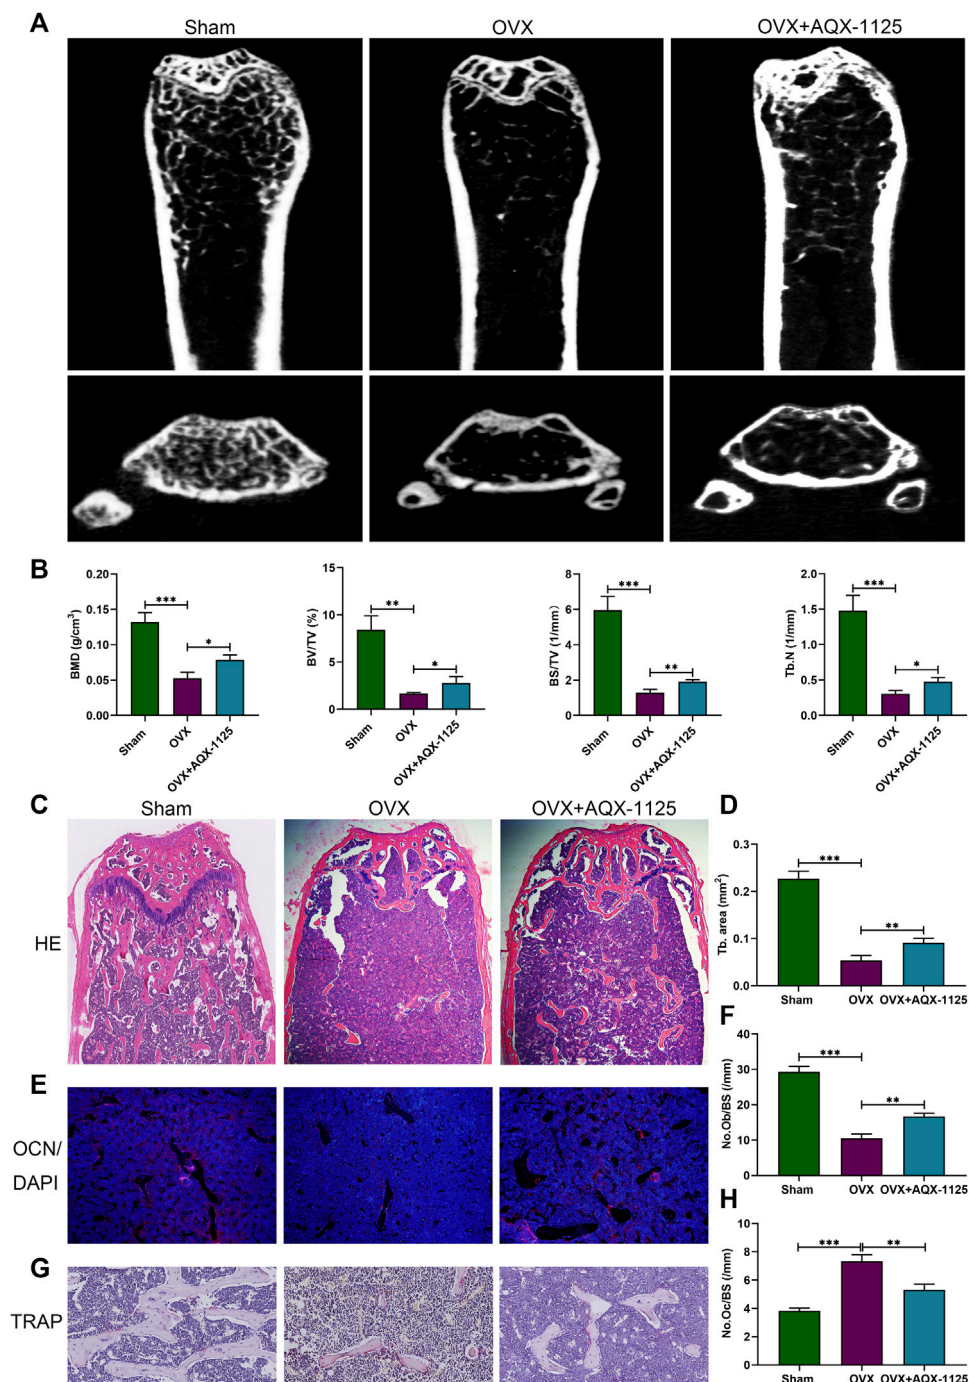 A
Sham
OVX
OVX+AQX-1125
B
BMD (g/cm³)
0.20
0.15
0.10
0.05
0.00
***
*
Sham
OVX
OVX+AQX-1125
BV/TV (%)
15
10
5
0
**
*
Sham
OVX
OVX+AQX-1125
BS/TV (1/mm)
6
4
2
0
***
**
Sham
OVX
OVX+AQX-1125
Tb.N (1/mm)
2.0
1.5
1.0
0.5
0.0
***
*
Sham
OVX
OVX+AQX-1125
C
Sham
OVX
OVX+AQX-1125
HE
D
Tb. area (mm²)
0.3
0.2
0.1
0.0
***
**
Sham
OVX
OVX+AQX-1125
E
OCN/
DAPI
F
No.Ob/BS (/mm)
40
30
20
10
0
***
**
Sham
OVX
OVX+AQX-1125
G
TRAP
H
No.Oc/BS (/mm)
10
8
6
4
2
0
***
**
Sham
OVX
OVX+AQX-1125